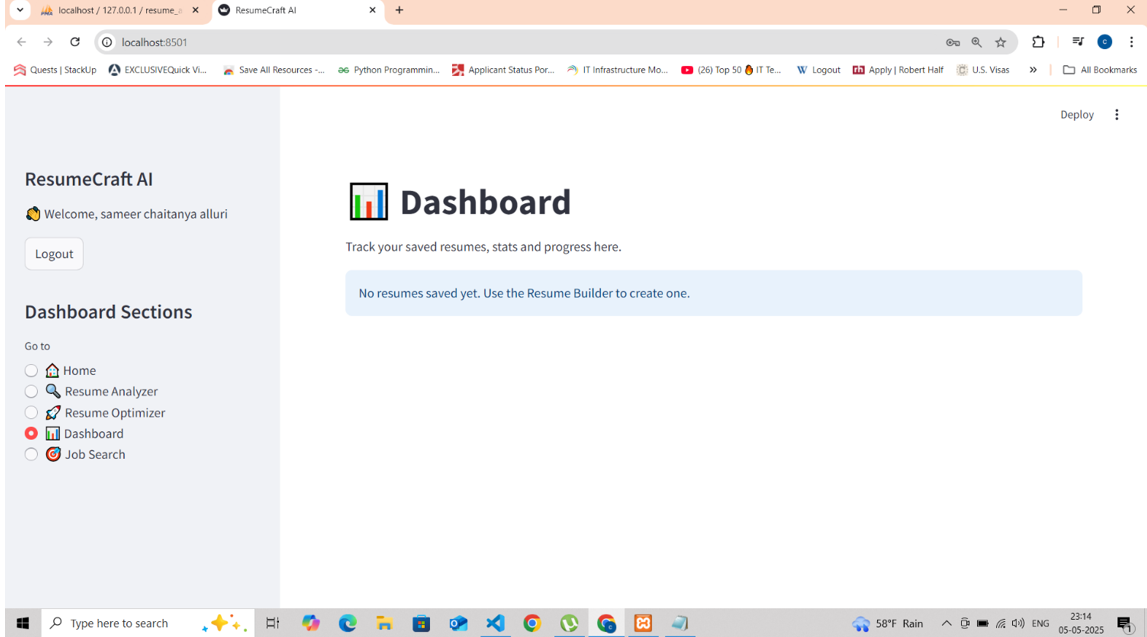 localhost / 127.0.0.1 / resume_a
ResumeCraft AI
localhost:8501
Quests | StackUp
EXCLUSIVEQuick Vi...
Save All Resources -...
Python Programmin...
Applicant Status Por...
IT Infrastructure Mo...
(26) Top 50 🔥 IT Te...
Logout
Apply | Robert Half
U.S. Visas
All Bookmarks
Deploy
ResumeCraft AI
👏 Welcome, sameer chaitanya alluri
Logout
Dashboard Sections
Go to
🏠 Home
🔍 Resume Analyzer
🚀 Resume Optimizer
📊 Dashboard
🎯 Job Search
📊 Dashboard
Track your saved resumes, stats and progress here.
No resumes saved yet. Use the Resume Builder to create one.
Type here to search
58°F Rain
ENG
23:14
05-05-2025